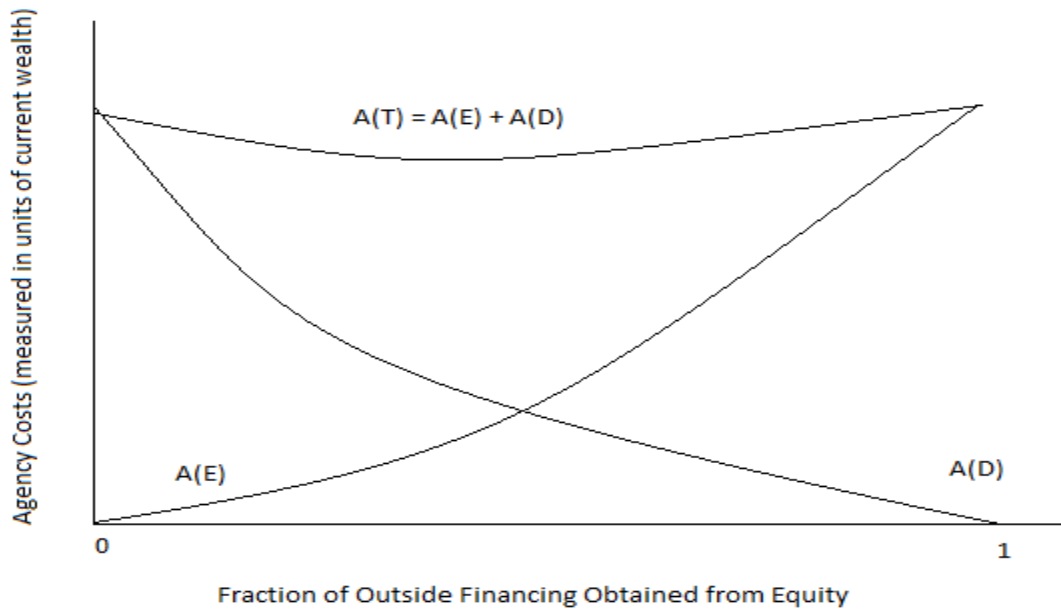 Agency Costs (measured in units of current wealth)
A(T) = A(E) + A(D)
A(E)
A(D)
0
1
Fraction of Outside Financing Obtained from Equity